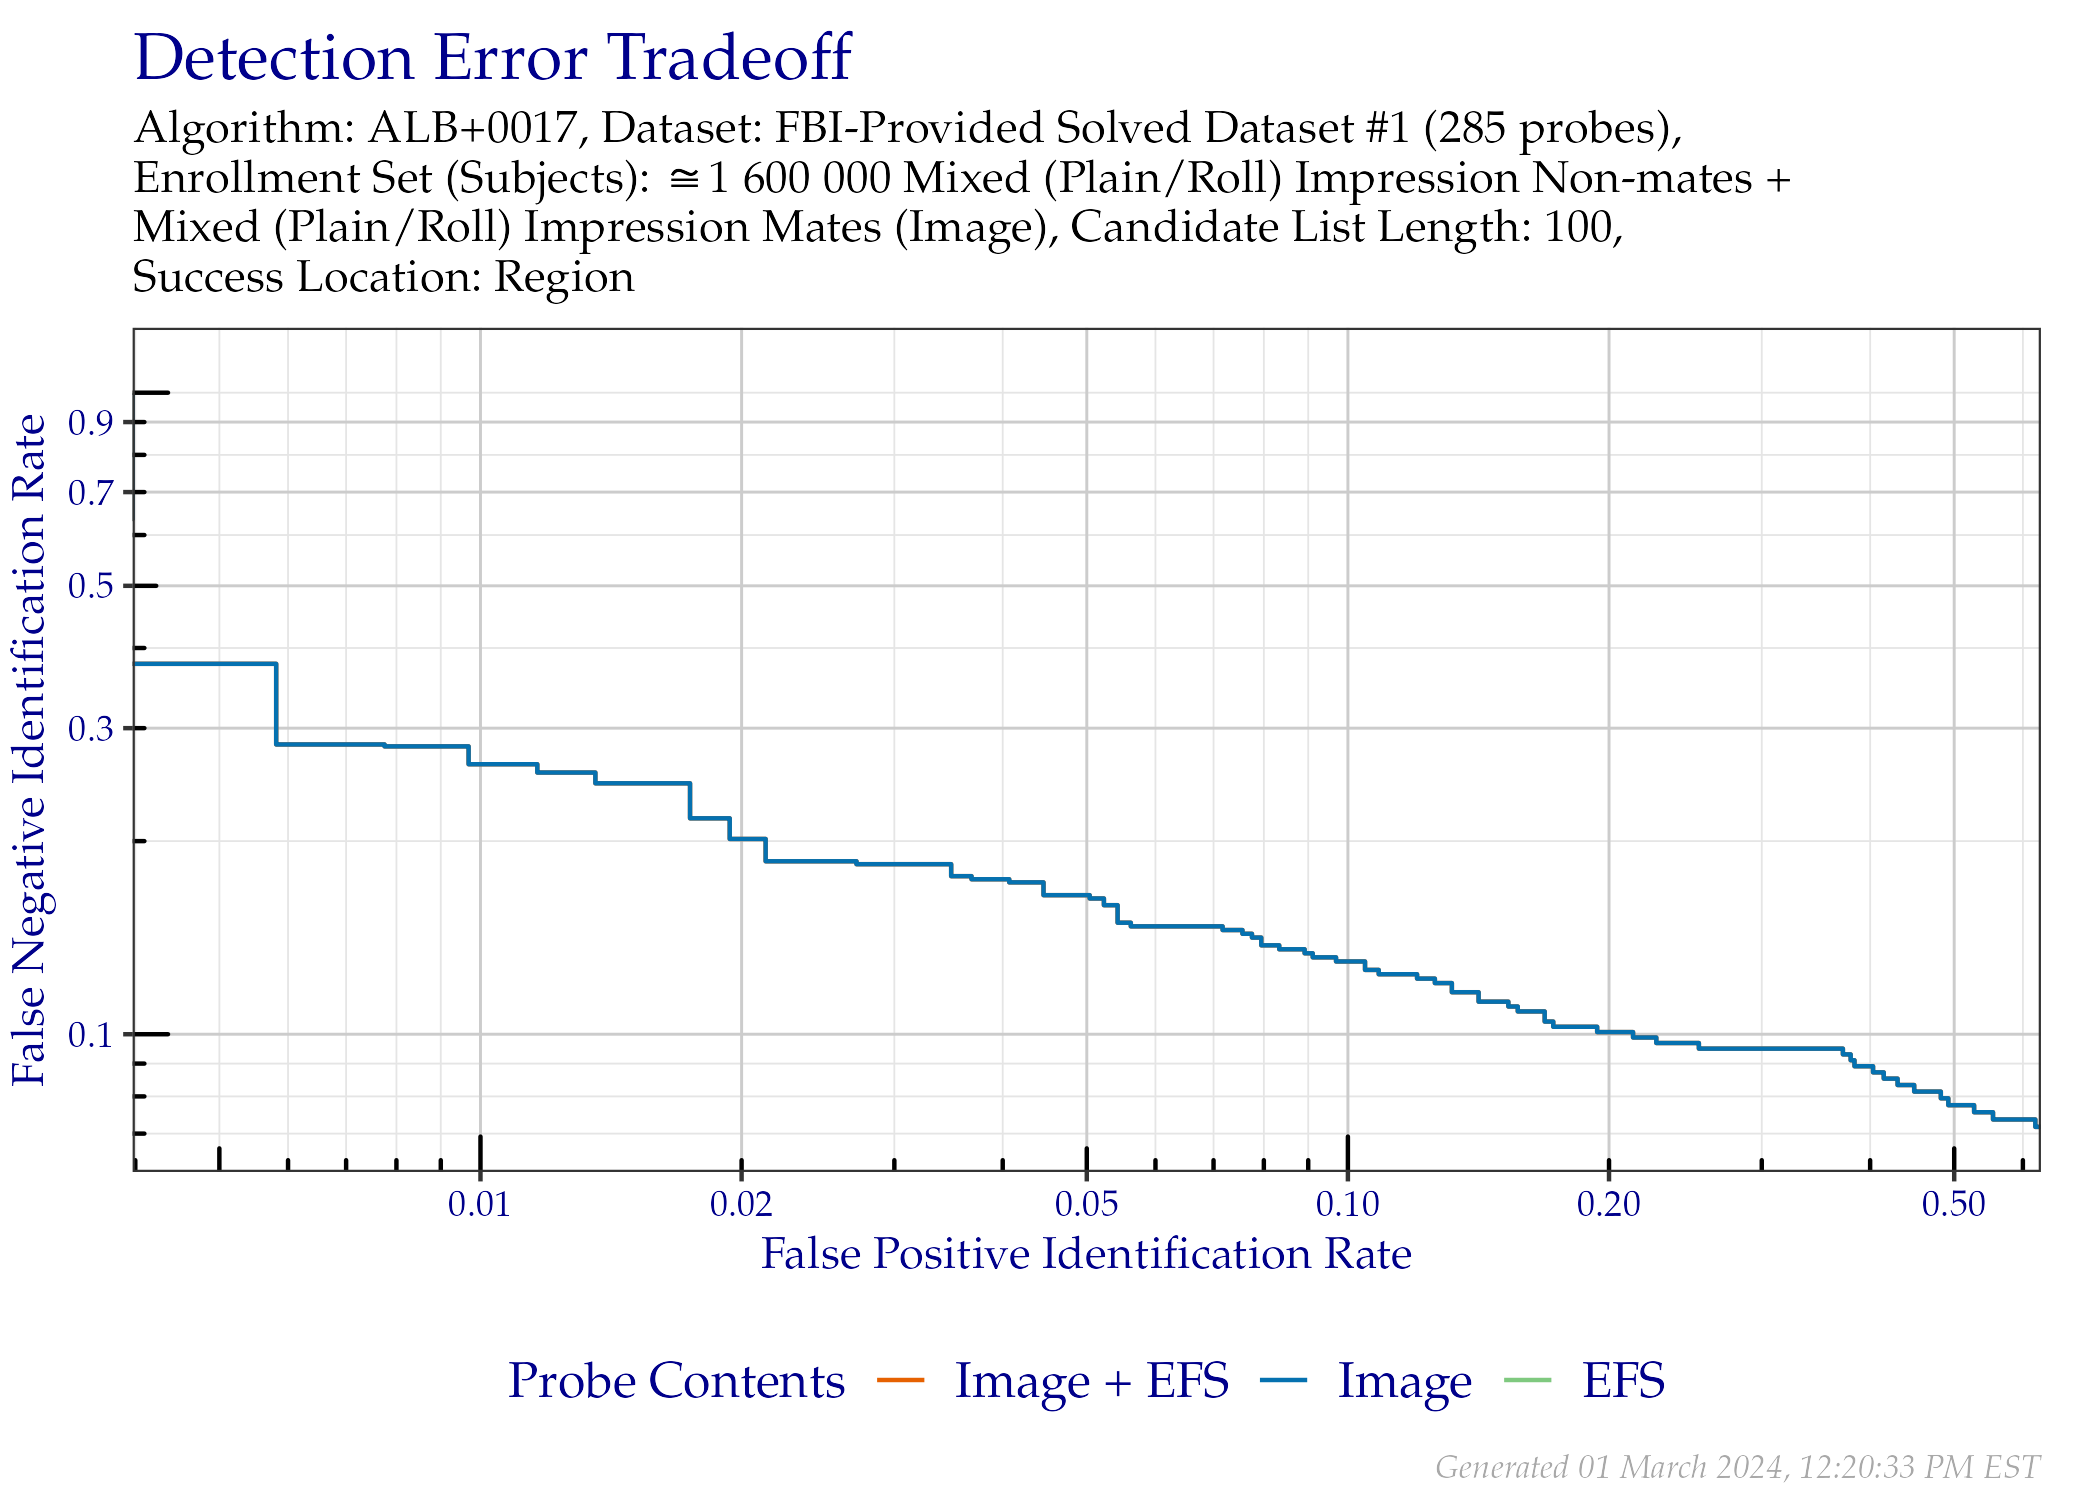 Detection Error Tradeoff
Algorithm: ALB+0017, Dataset: FBI-Provided Solved Dataset #1 (285 probes),
Enrollment Set (Subjects): ≅ 1 600 000 Mixed (Plain/Roll) Impression Non-mates +
Mixed (Plain/Roll) Impression Mates (Image), Candidate List Length: 100,
Success Location: Region
False Negative Identification Rate
0.9
0.7
0.5
0.3
0.1
0.01 0.02 0.05 0.10 0.20 0.50
False Positive Identification Rate
Probe Contents Image + EFS Image EFS
Generated 01 March 2024, 12:20:33 PM EST